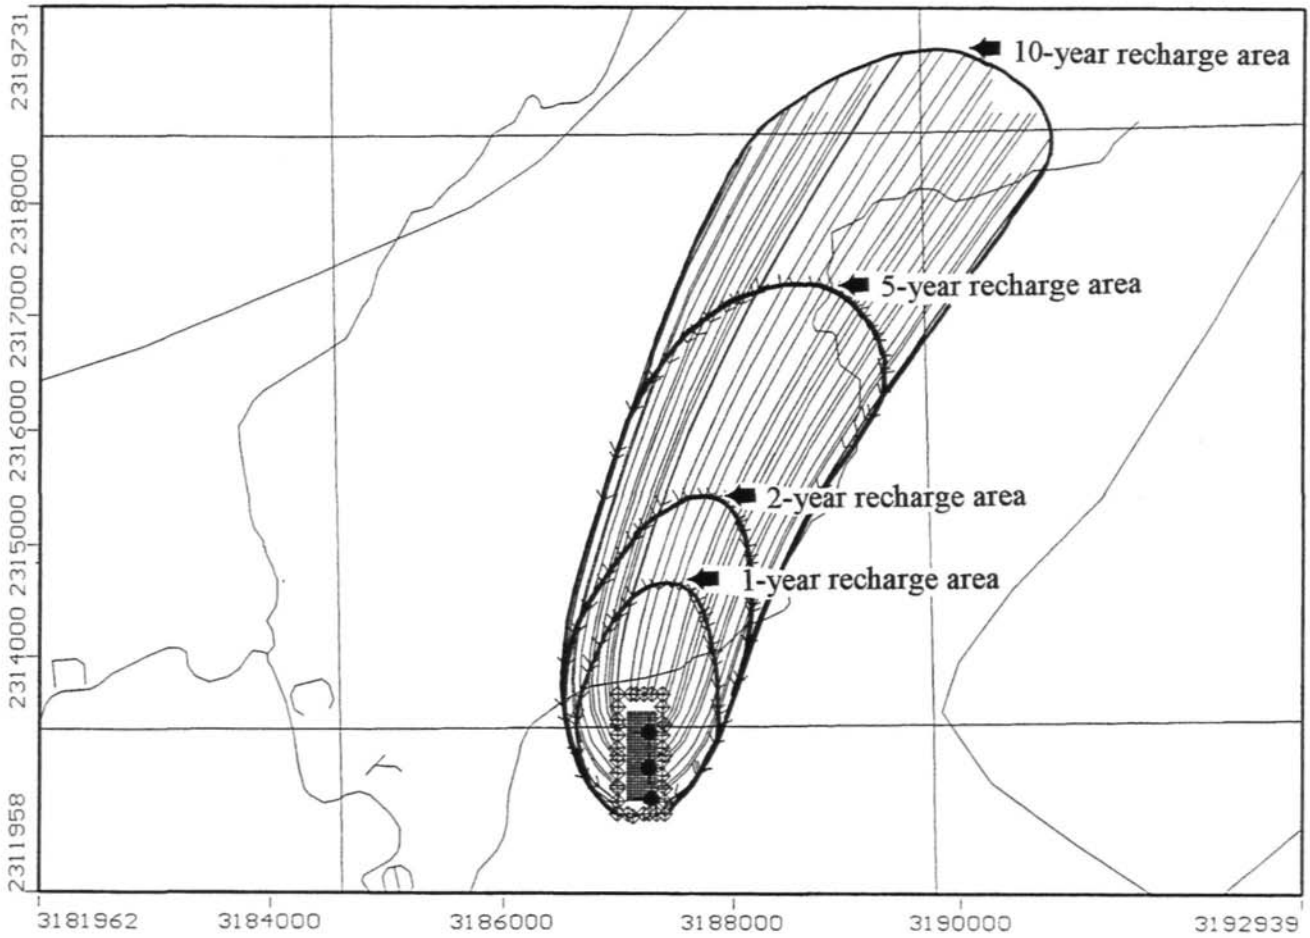 2319731
10-year recharge area
2318000
5-year recharge area
2317000
2316000
2-year recharge area
2315000
1-year recharge area
2314000
2311958
3181962 3184000 3186000 3188000 3190000 3192939